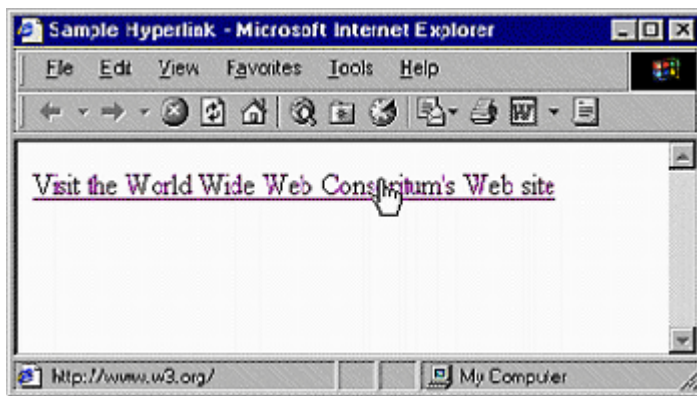 Sample Hyperlink - Microsoft Internet Explorer
File Edit View Favorites Tools Help
W
Visit the World Wide Web Consoritum's Web site
http://www.w3.org/ My Computer